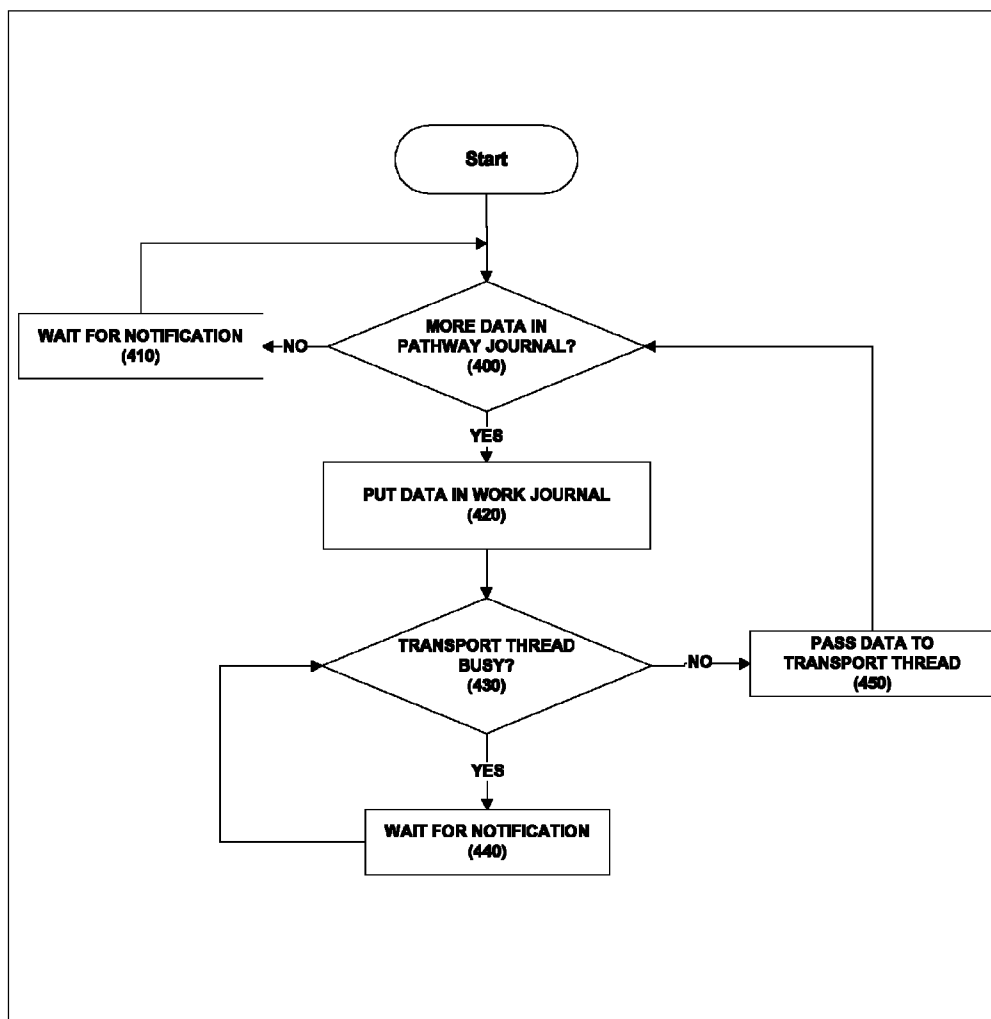 Start
MORE DATA IN
PATHWAY JOURNAL?
(400)
NO
WAIT FOR NOTIFICATION
(410)
YES
PUT DATA IN WORK JOURNAL
(420)
TRANSPORT THREAD
BUSY?
(430)
NO
PASS DATA TO
TRANSPORT THREAD
(450)
YES
WAIT FOR NOTIFICATION
(440)